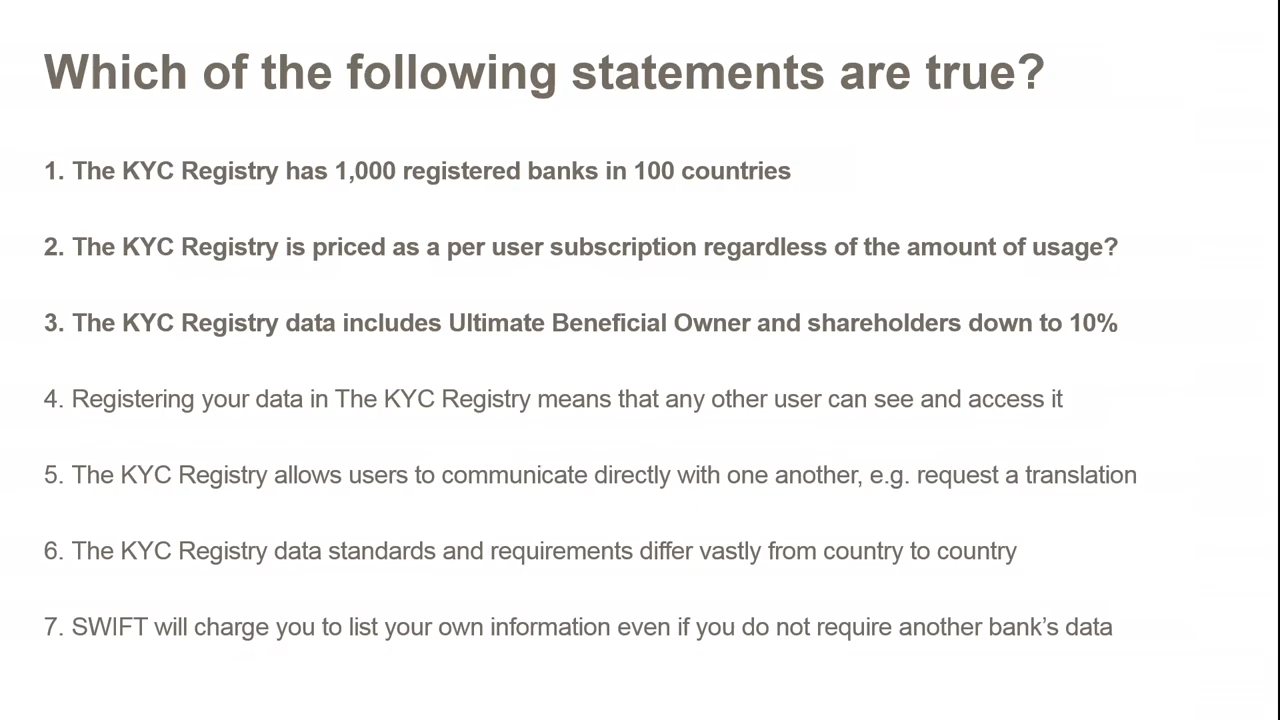 Which of the following statements are true?
1. The KYC Registry has 1,000 registered banks in 100 countries
2. The KYC Registry is priced as a per user subscription regardless of the amount of usage?
3. The KYC Registry data includes Ultimate Beneficial Owner and shareholders down to 10%
4. Registering your data in The KYC Registry means that any other user can see and access it
5. The KYC Registry allows users to communicate directly with one another, e.g. request a translation
6. The KYC Registry data standards and requirements differ vastly from country to country
7. SWIFT will charge you to list your own information even if you do not require another bank’s data